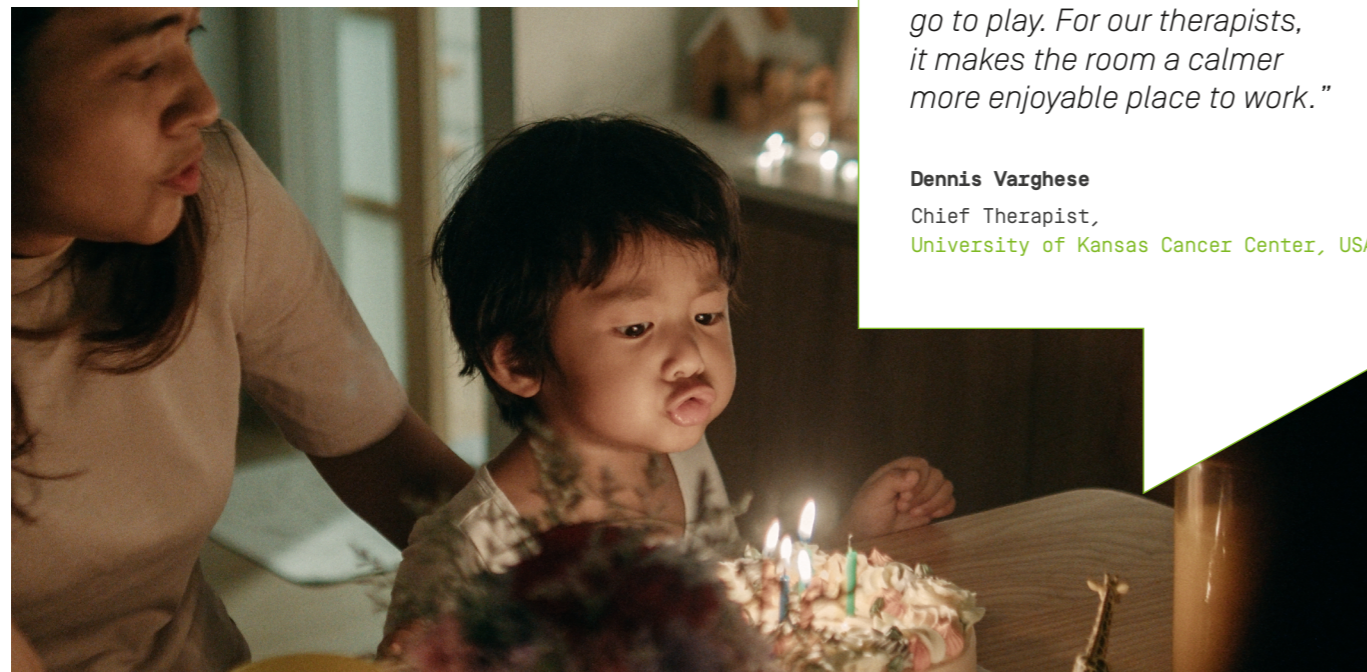 go to play. For our therapists,
it makes the room a calmer
more enjoyable place to work.”
Dennis Varghese
Chief Therapist,
University of Kansas Cancer Center, USA